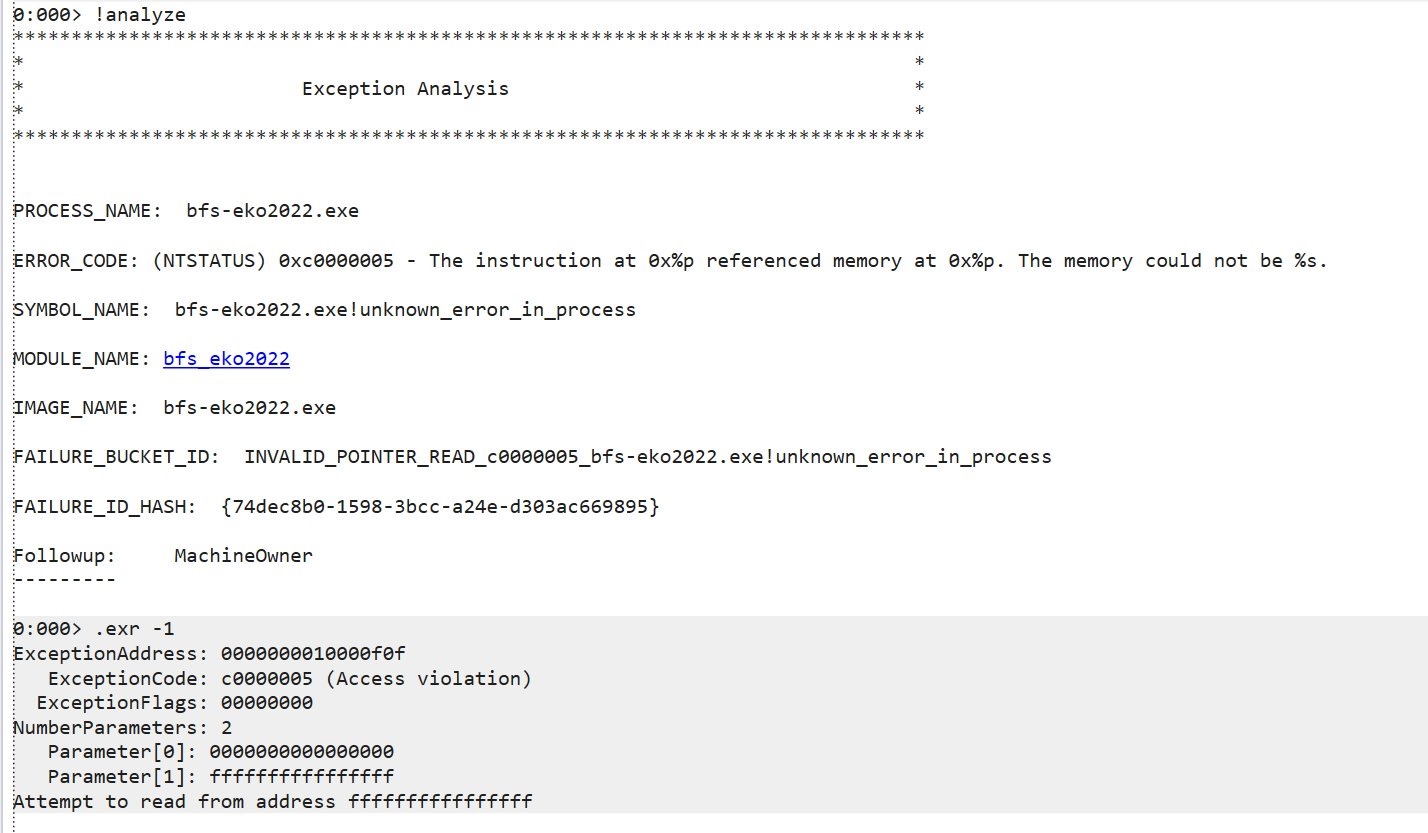 0:000> !analyze
*******************************************************************************
*                                                                             *
*                        Exception Analysis                                   *
*                                                                             *
*******************************************************************************
PROCESS_NAME:  bfs-eko2022.exe
ERROR_CODE: (NTSTATUS) 0xc0000005 - The instruction at 0x%p referenced memory at 0x%p. The memory could not be %s.
SYMBOL_NAME:  bfs-eko2022.exe!unknown_error_in_process
MODULE_NAME: bfs_eko2022
IMAGE_NAME:  bfs-eko2022.exe
FAILURE_BUCKET_ID:  INVALID_POINTER_READ_c0000005_bfs-eko2022.exe!unknown_error_in_process
FAILURE_ID_HASH:  {74dec8b0-1598-3bcc-a24e-d303ac669895}
Followup:     MachineOwner
---------
0:000> .exr -1
ExceptionAddress: 0000000010000f0f
   ExceptionCode: c0000005 (Access violation)
  ExceptionFlags: 00000000
NumberParameters: 2
   Parameter[0]: 0000000000000000
   Parameter[1]: ffffffffffffffff
Attempt to read from address ffffffffffffffff